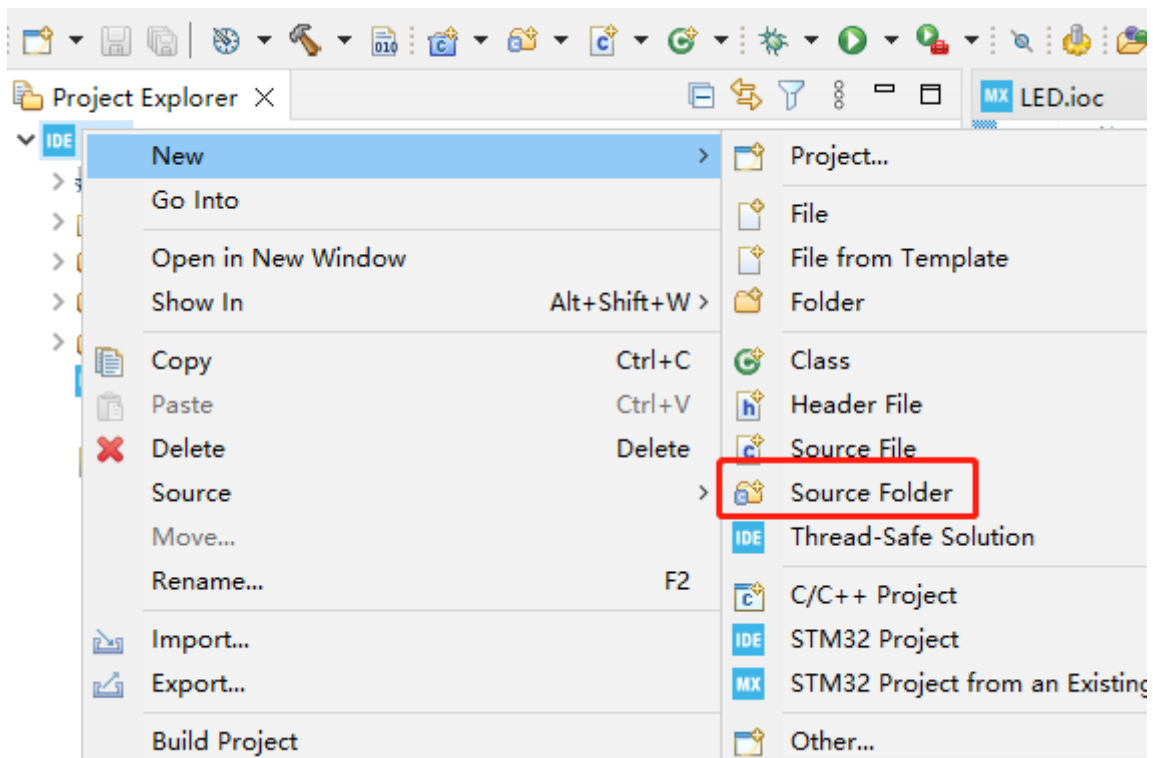 010
Project Explorer
MX LED.ioc
IDE
New
Go Into
Open in New Window
Show In Alt+Shift+W
Copy Ctrl+C
Paste Ctrl+V
Delete Delete
Source
Move...
Rename... F2
Import...
Export...
Build Project
Project...
File
File from Template
Folder
Class
Header File
Source File
Source Folder
IDE Thread-Safe Solution
C/C++ Project
IDE STM32 Project
MX STM32 Project from an Existing
Other...